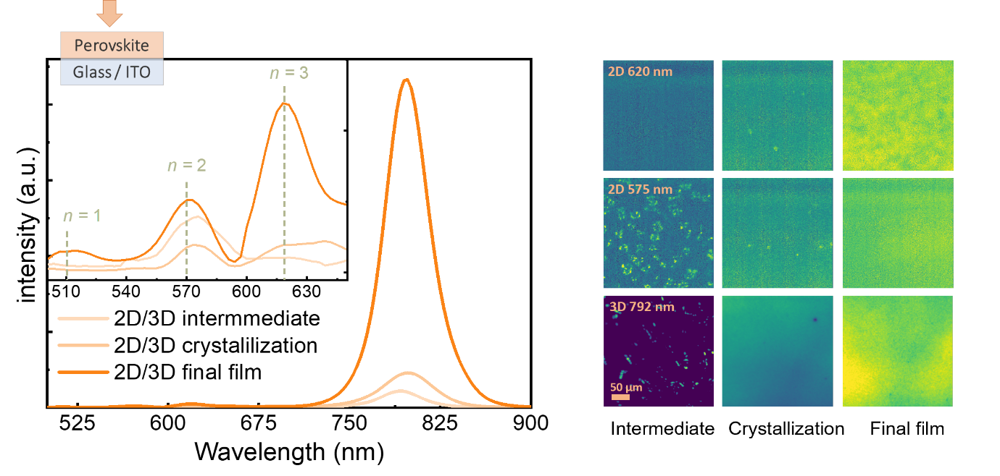 Perovskite
Glass / ITO
n = 3
n = 2
n = 1
510 540 570 600 630
2D/3D intermmediate
2D/3D crystalilization
2D/3D final film
intensity (a.u.)
525 600 675 750 825 900
Wavelength (nm)
2D 620 nm
2D 575 nm
3D 792 nm
50 μm
Intermediate Crystallization Final film